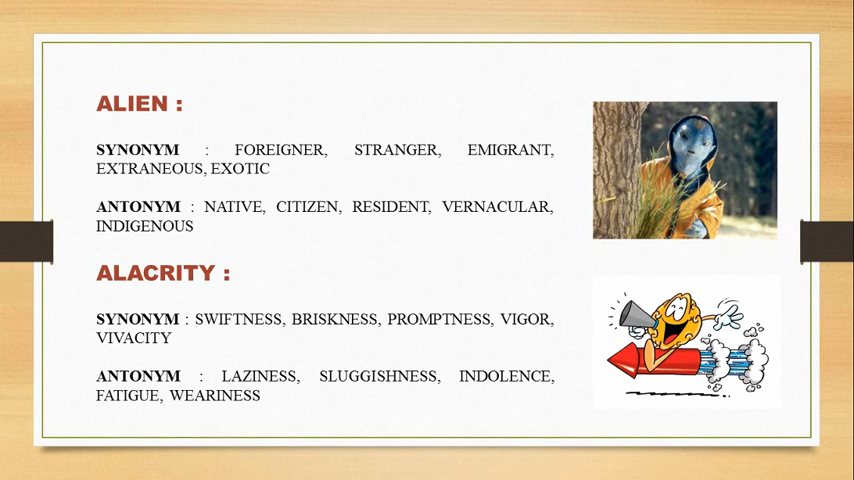 ALIEN :
SYNONYM : FOREIGNER, STRANGER, EMIGRANT,
EXTRANEOUS, EXOTIC
ANTONYM : NATIVE, CITIZEN, RESIDENT, VERNACULAR,
INDIGENOUS
ALACRITY :
SYNONYM : SWIFTNESS, BRISKNESS, PROMPTNESS, VIGOR,
VIVACITY
ANTONYM : LAZINESS, SLUGGISHNESS, INDOLENCE,
FATIGUE, WEARINESS